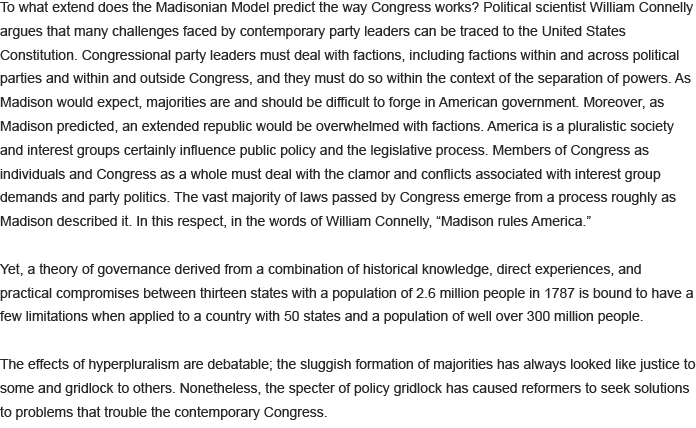 To what extend does the Madisonian Model predict the way Congress works? Political scientist William Connelly
argues that many challenges faced by contemporary party leaders can be traced to the United States
Constitution. Congressional party leaders must deal with factions, including factions within and across political
parties and within and outside Congress, and they must do so within the context of the separation of powers. As
Madison would expect, majorities are and should be difficult to forge in American government. Moreover, as
Madison predicted, an extended republic would be overwhelmed with factions. America is a pluralistic society
and interest groups certainly influence public policy and the legislative process. Members of Congress as
individuals and Congress as a whole must deal with the clamor and conflicts associated with interest group
demands and party politics. The vast majority of laws passed by Congress emerge from a process roughly as
Madison described it. In this respect, in the words of William Connelly, “Madison rules America.”
Yet, a theory of governance derived from a combination of historical knowledge, direct experiences, and
practical compromises between thirteen states with a population of 2.6 million people in 1787 is bound to have a
few limitations when applied to a country with 50 states and a population of well over 300 million people.
The effects of hyperpluralism are debatable; the sluggish formation of majorities has always looked like justice to
some and gridlock to others. Nonetheless, the specter of policy gridlock has caused reformers to seek solutions
to problems that trouble the contemporary Congress.